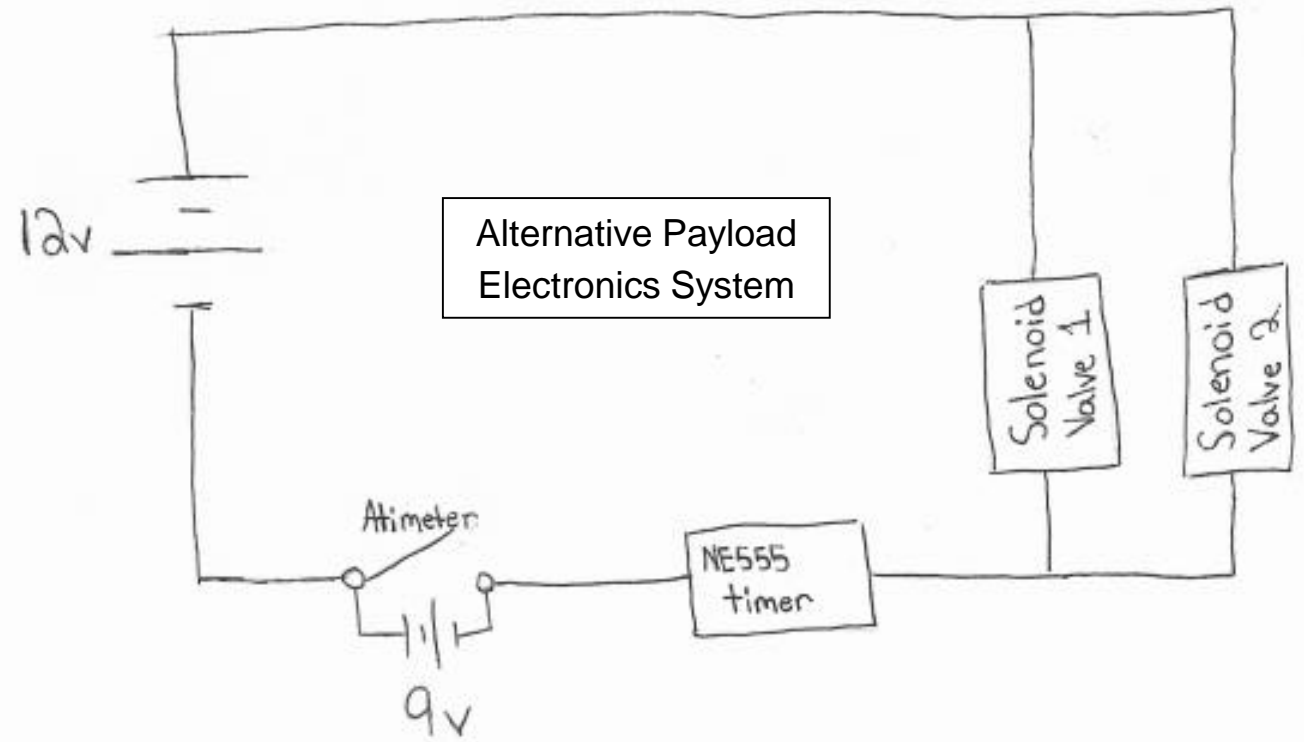 12v
Alternative Payload
Electronics System
Solenoid
Valve 1
Solenoid
Valve 2
Atimeter
NE555
timer
9v